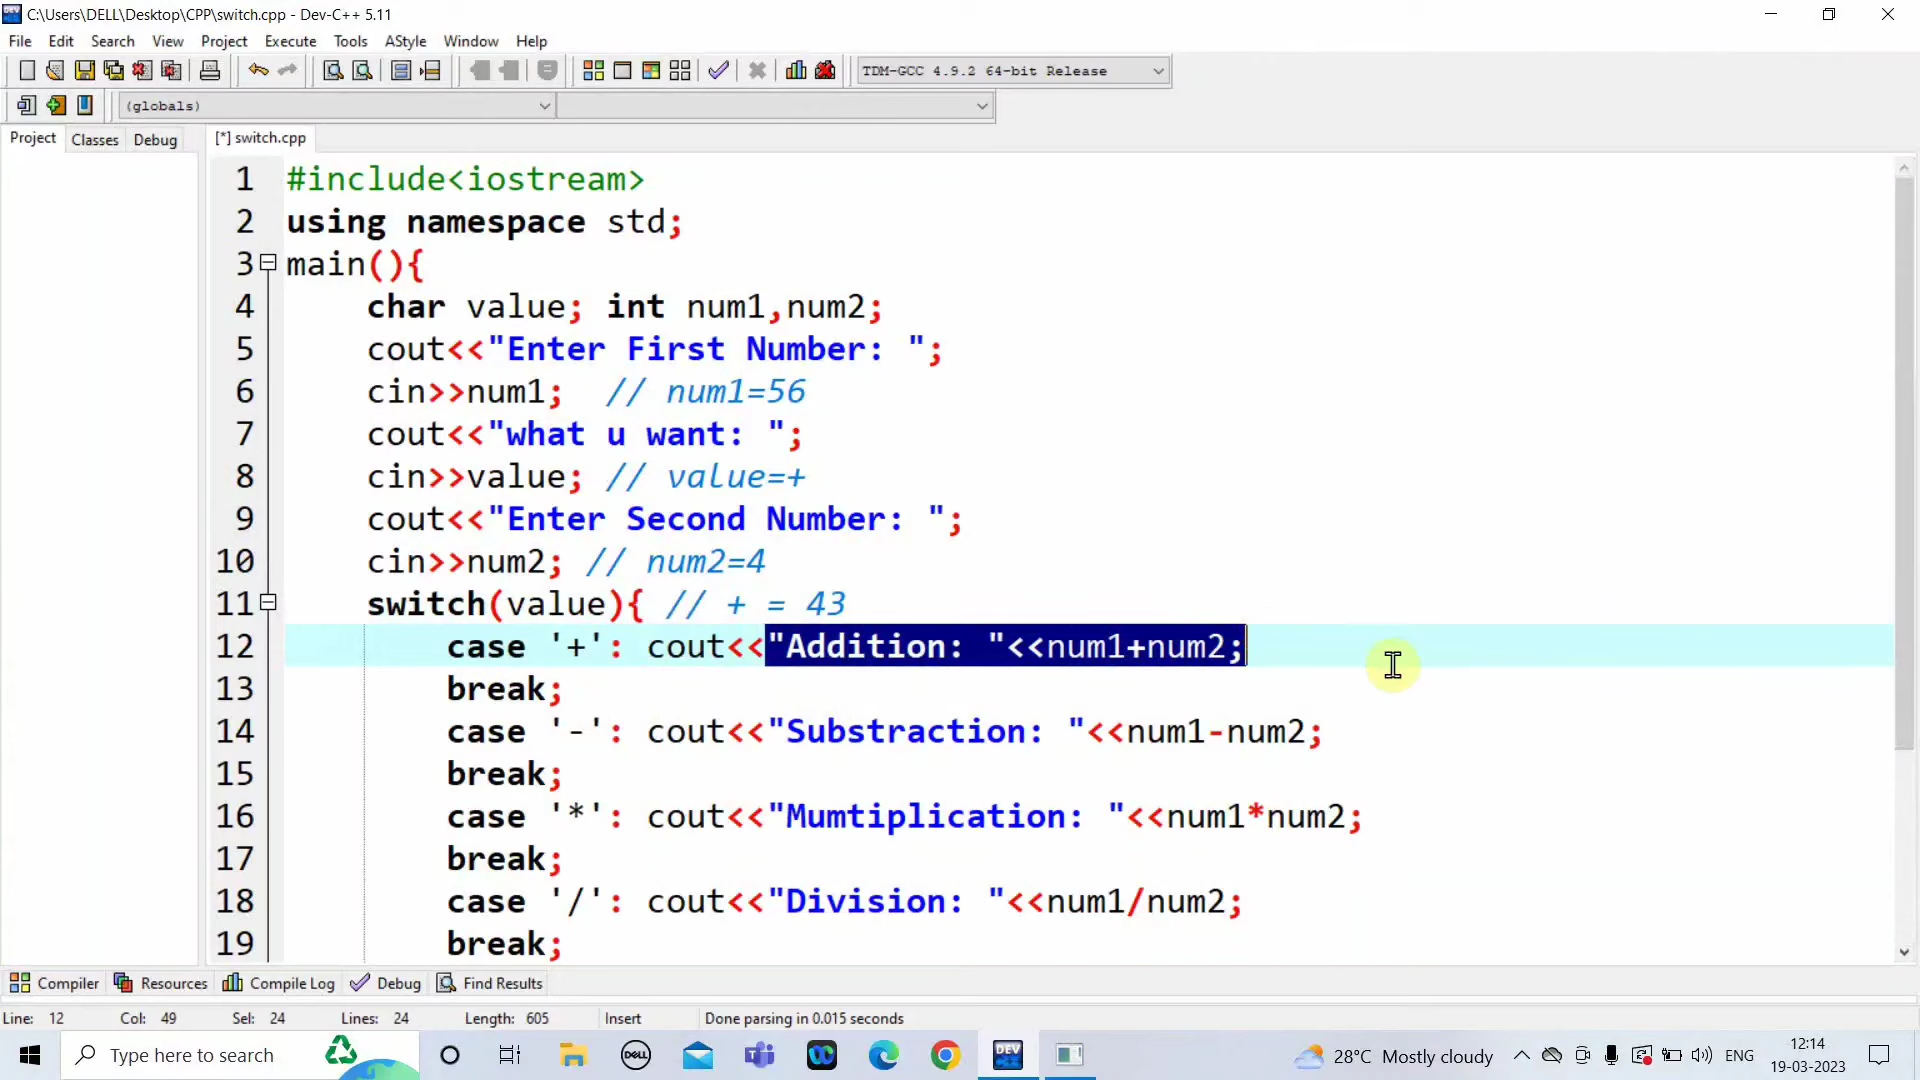 C:\Users\DELL\Desktop\CPP\switch.cpp - Dev-C++ 5.11
File Edit Search View Project Execute Tools AStyle Window Help
TDM-GCC 4.9.2 64-bit Release
(globals)
Project Classes Debug [*] switch.cpp
1 #include<iostream>
2 using namespace std;
3 main(){
4 char value; int num1,num2;
5 cout<<"Enter First Number: ";
6 cin>>num1; // num1=56
7 cout<<"what u want: ";
8 cin>>value; // value=+
9 cout<<"Enter Second Number: ";
10 cin>>num2; // num2=4
11 switch(value){ // + = 43
12 case '+': cout<<"Addition: "<<num1+num2;
13 break;
14 case '-': cout<<"Substraction: "<<num1-num2;
15 break;
16 case '*': cout<<"Mumtiplication: "<<num1*num2;
17 break;
18 case '/': cout<<"Division: "<<num1/num2;
19 break;
Compiler Resources Compile Log Debug Find Results
Line: 12 Col: 49 Sel: 24 Lines: 24 Length: 605 Insert Done parsing in 0.015 seconds
Type here to search DELL DEV 28°C Mostly cloudy ENG 12:14
19-03-2023